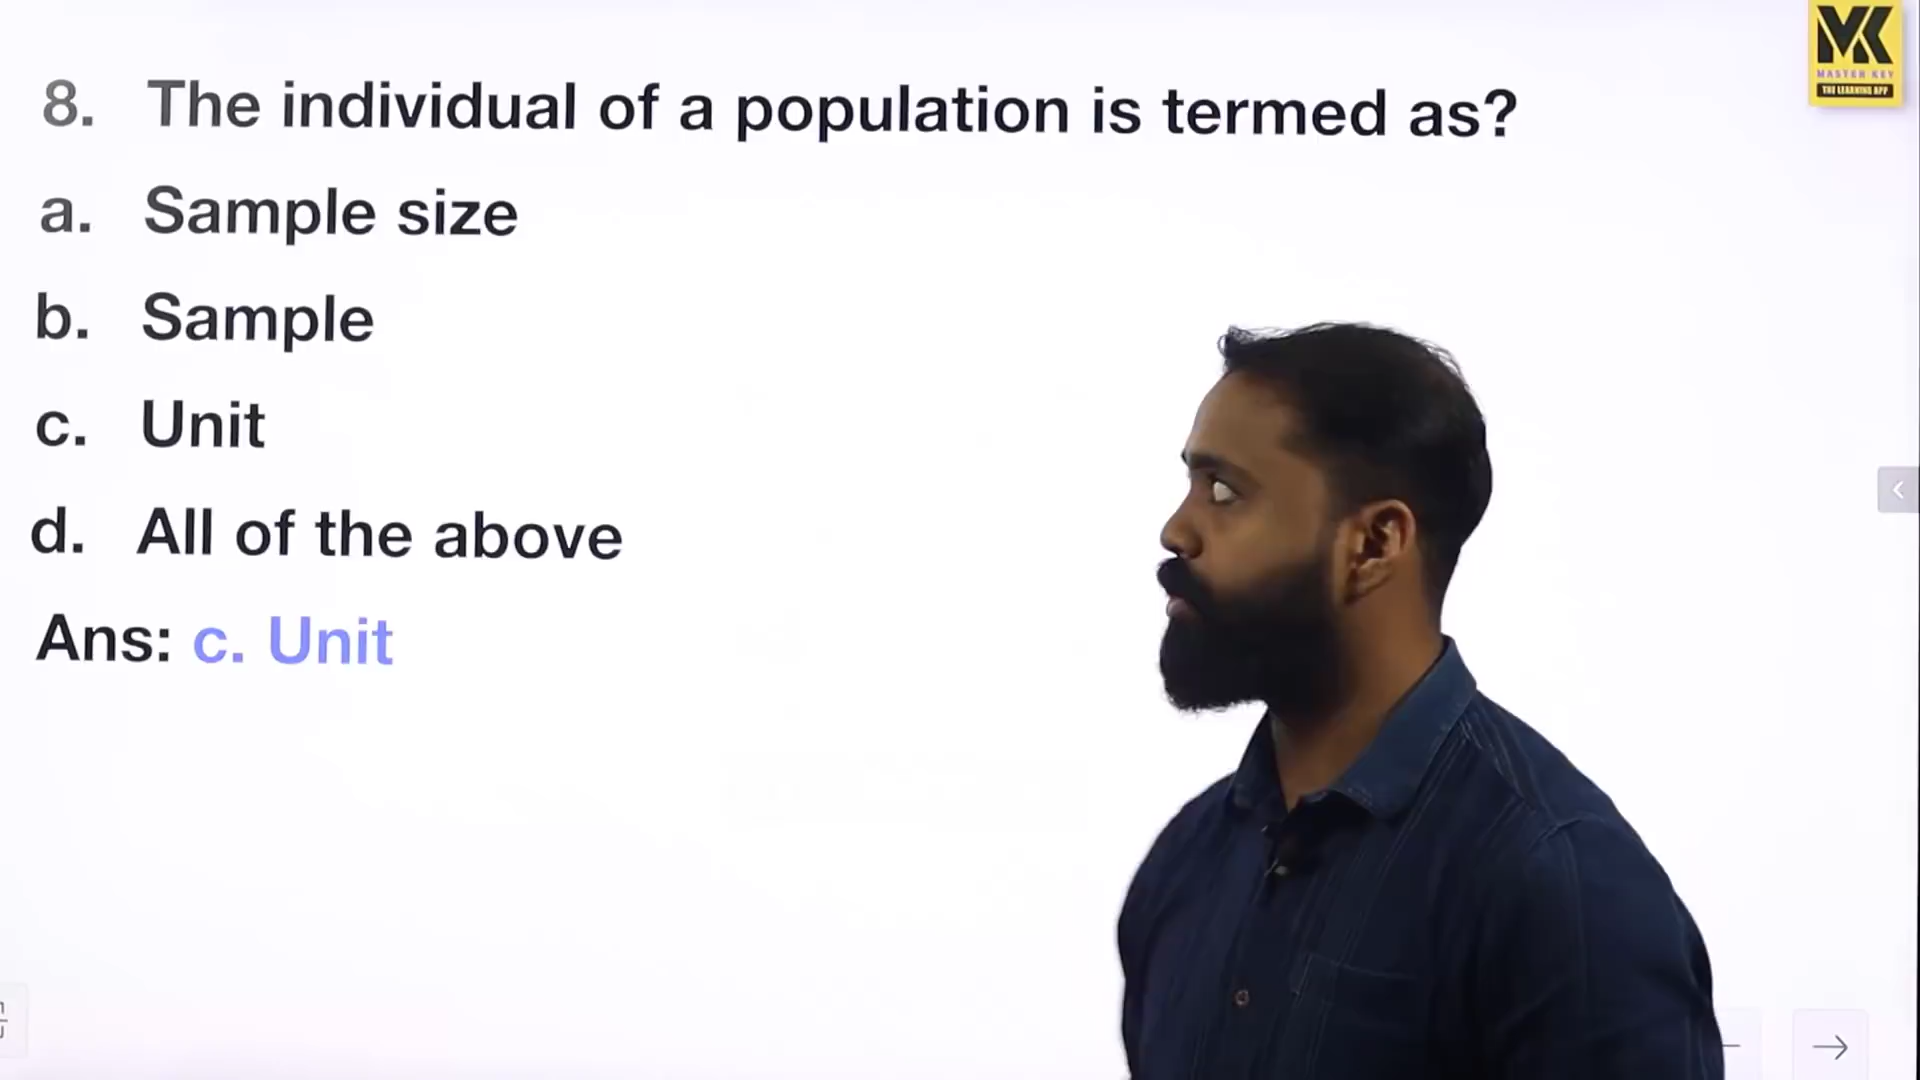 8. The individual of a population is termed as?
a. Sample size
b. Sample
c. Unit
d. All of the above
Ans: c. Unit
MK
MASTER KEY
THE LEARNING APP